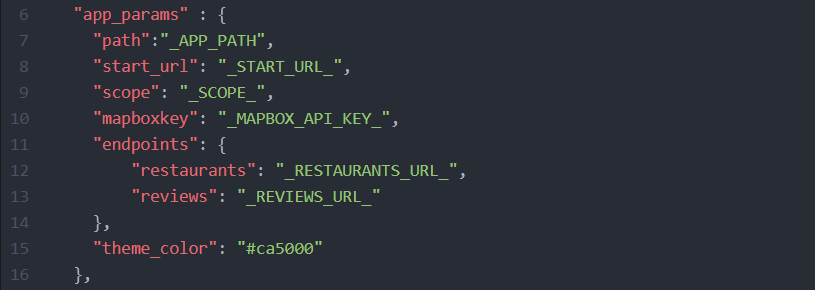 6 "app_params" : {
7 "path":"_APP_PATH",
8 "start_url": "_START_URL_",
9 "scope": "_SCOPE_",
10 "mapboxkey": "_MAPBOX_API_KEY_",
11 "endpoints": {
12 "restaurants": "_RESTAURANTS_URL_",
13 "reviews": "_REVIEWS_URL_"
14 },
15 "theme_color": "#ca5000"
16 },